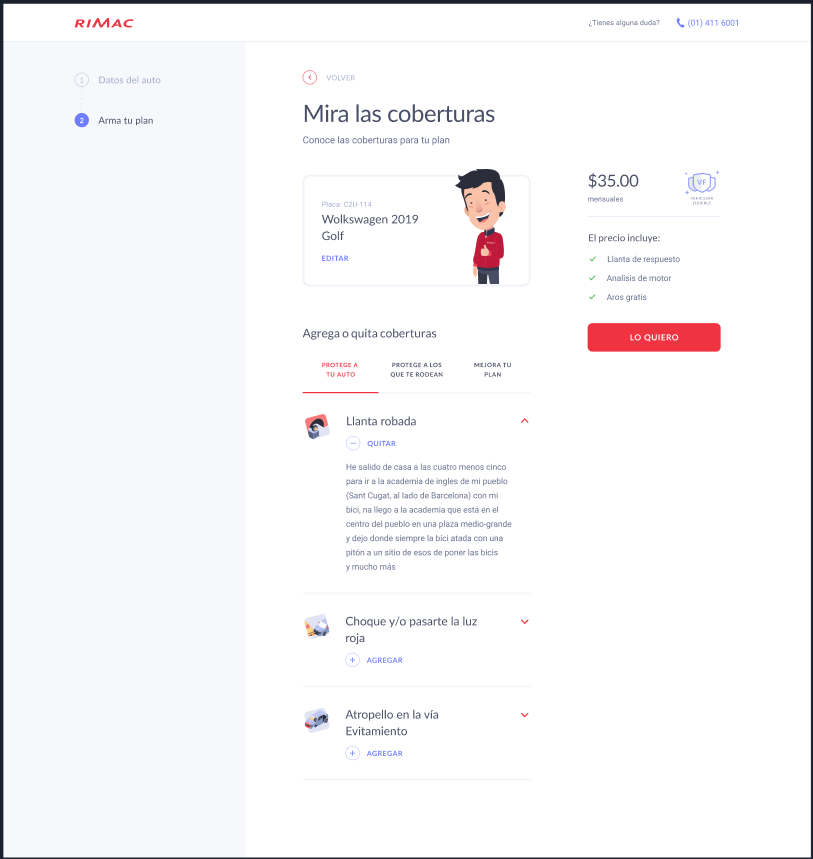 RIMAC
¿Tienes alguna duda?
(01) 411 6001
1 Datos del auto
2 Arma tu plan
VOLVER
Mira las coberturas
Conoce las coberturas para tu plan
Placa: C2U-114
Wolkswagen 2019
Golf
EDITAR
$35.00
mensuales
VF
VEHICULAR
FLEXIBLE
El precio incluye:
Llanta de respuesto
Analisis de motor
Aros gratis
LO QUIERO
Agrega o quita coberturas
PROTEGE A
TU AUTO
PROTEGE A LOS
QUE TE RODEAN
MEJORA TU
PLAN
Llanta robada
QUITAR
He salido de casa a las cuatro menos cinco
para ir a la academia de ingles de mi pueblo
(Sant Cugat, al lado de Barcelona) con mi
bici, na llego a la academia que está en el
centro del pueblo en una plaza medio-grande
y dejo donde siempre la bici atada con una
pitón a un sitio de esos de poner las bicis
y mucho más
Choque y/o pasarte la luz
roja
AGREGAR
Atropello en la vía
Evitamiento
AGREGAR